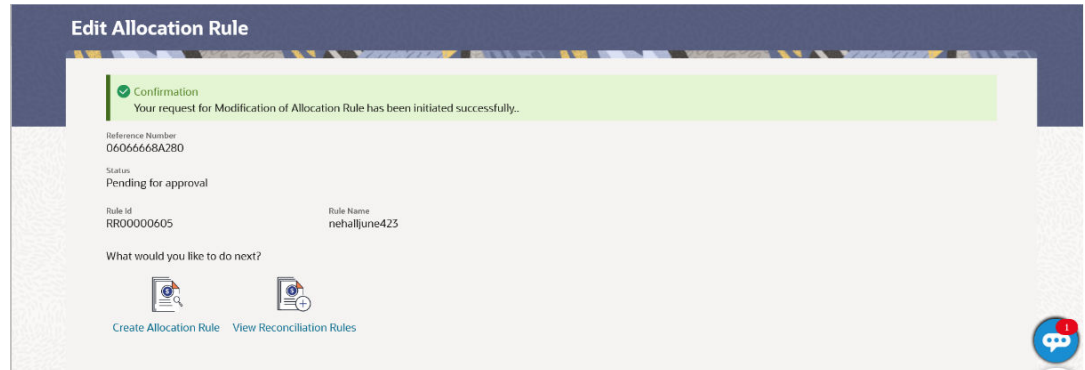 Edit Allocation Rule
Confirmation
Your request for Modification of Allocation Rule has been initiated successfully..
Reference Number
06066668A280
Status
Pending for approval
Rule Id Rule Name
RR00000605 nehalljune423
What would you like to do next?
Create Allocation Rule View Reconciliation Rules
1